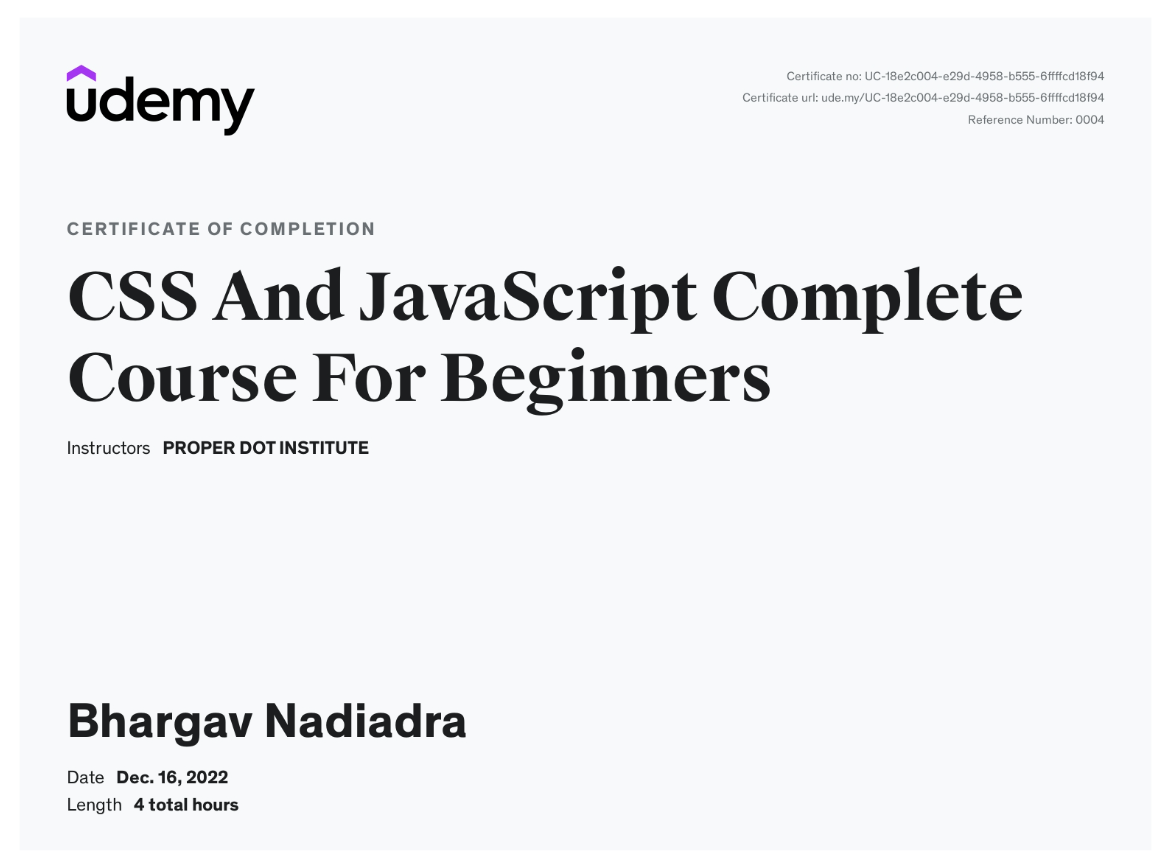 udemy
Certificate no: UC-18e2c004-e29d-4958-b555-6ffffcd18f94
Certificate url: ude.my/UC-18e2c004-e29d-4958-b555-6ffffcd18f94
Reference Number: 0004
CERTIFICATE OF COMPLETION
CSS And JavaScript Complete
Course For Beginners
Instructors PROPER DOT INSTITUTE
Bhargav Nadiadra
Date Dec. 16, 2022
Length 4 total hours